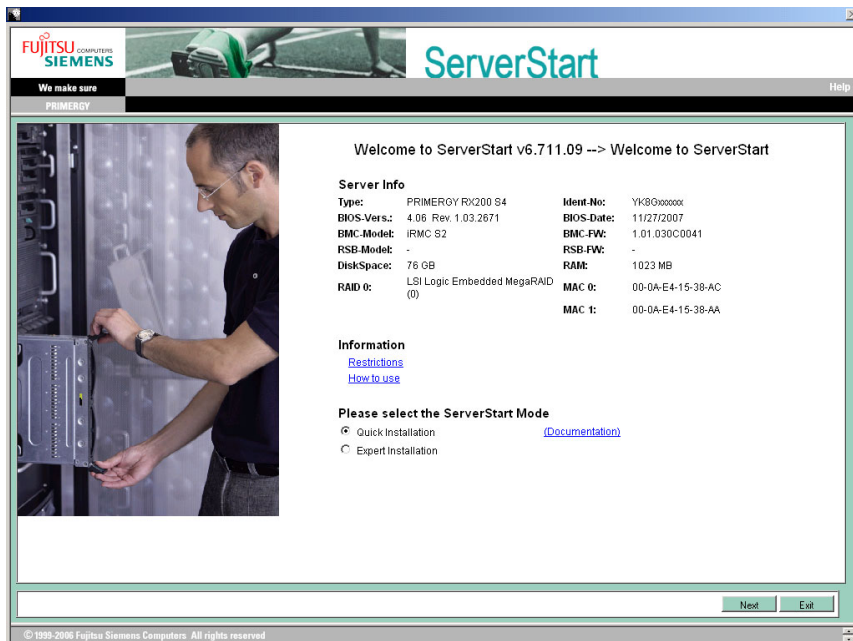 FUJITSU COMPUTERS
SIEMENS
ServerStart
We make sure
Help
PRIMERGY
Welcome to ServerStart v6.711.09 --> Welcome to ServerStart
Server Info
Type: PRIMERGY RX200 S4 Ident-No: YK8Gxxxxxx
BIOS-Vers.: 4.06 Rev. 1.03.2671 BIOS-Date: 11/27/2007
BMC-Model: iRMC S2 BMC-FW: 1.01.030C0041
RSB-Model: - RSB-FW: -
DiskSpace: 76 GB RAM: 1023 MB
RAID 0: LSI Logic Embedded MegaRAID (0) MAC 0: 00-0A-E4-15-38-AC
MAC 1: 00-0A-E4-15-38-AA
Information
Restrictions
How to use
Please select the ServerStart Mode
Quick Installation (Documentation)
Expert Installation
Next Exit
© 1999-2006 Fujitsu Siemens Computers All rights reserved